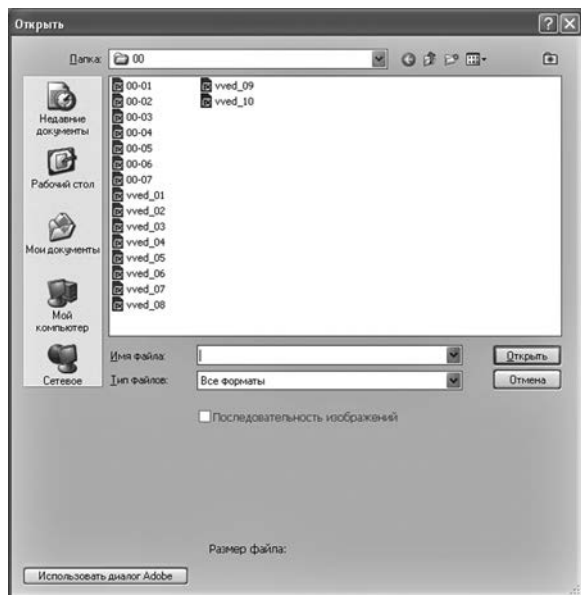 Открыть
Папка: 00
Недавние документы
Рабочий стол
Мои документы
Мой компьютер
Сетевое
00-01
00-02
00-03
00-04
00-05
00-06
00-07
vved_01
vved_02
vved_03
vved_04
vved_05
vved_06
vved_07
vved_08
vved_09
vved_10
Имя файла: Открыть
Тип файлов: Все форматы Отмена
Последовательность изображений
Размер файла:
Использовать диалог Adobe